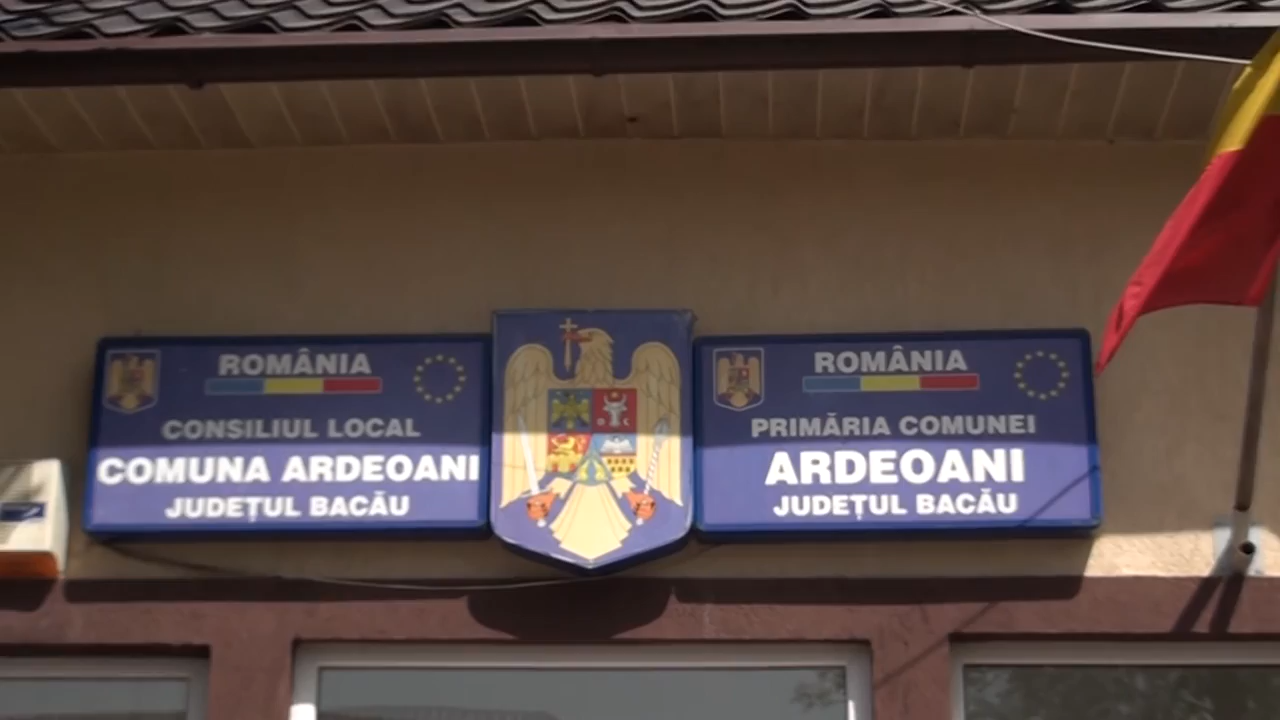 ROMÂNIA
CONSILIUL LOCAL
COMUNA ARDEOANI
JUDEȚUL BACĂU
ROMÂNIA
PRIMĂRIA COMUNEI
ARDEOANI
JUDEȚUL BACĂU